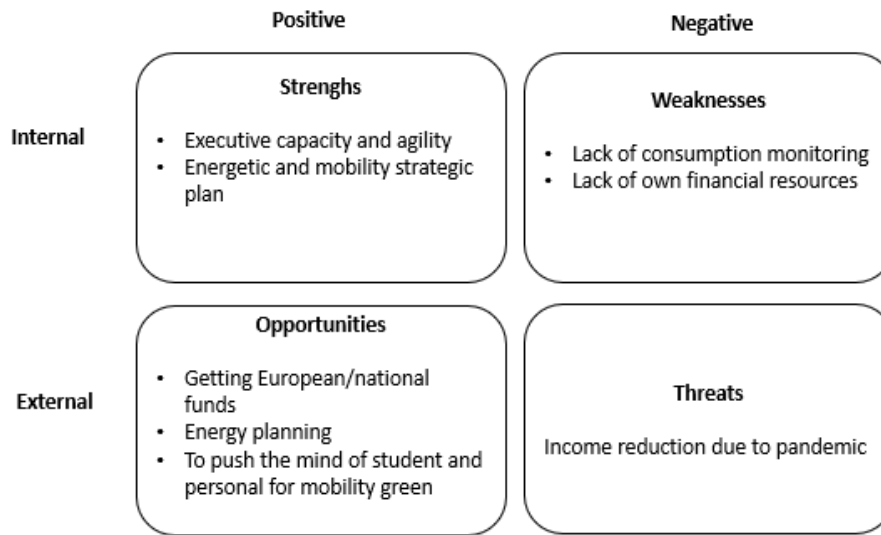 Positive
Negative
Internal
Strenghs
• Executive capacity and agility
• Energetic and mobility strategic
plan
Weaknesses
• Lack of consumption monitoring
• Lack of own financial resources
External
Opportunities
• Getting European/national
funds
• Energy planning
• To push the mind of student and
personal for mobility green
Threats
Income reduction due to pandemic